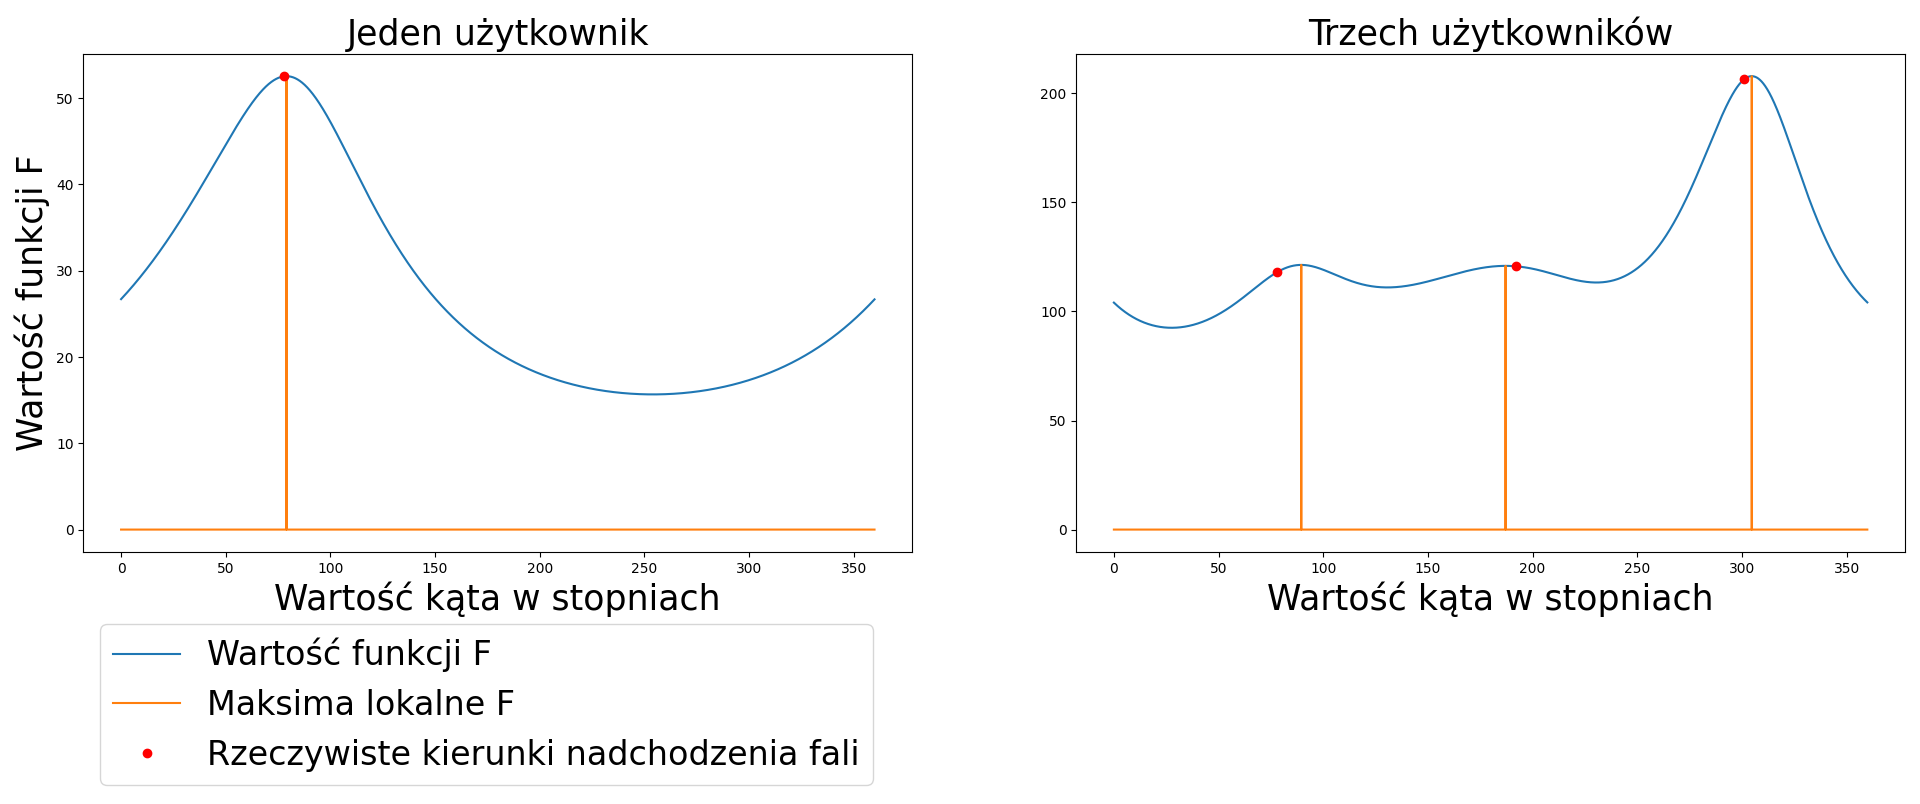 Jeden użytkownik
Wartość funkcji F
50
40
30
20
10
0
0 50 100 150 200 250 300 350
Wartość kąta w stopniach
Trzech użytkowników
200
150
100
50
0
0 50 100 150 200 250 300 350
Wartość kąta w stopniach
Wartość funkcji F
Maksima lokalne F
Rzeczywiste kierunki nadchodzenia fali